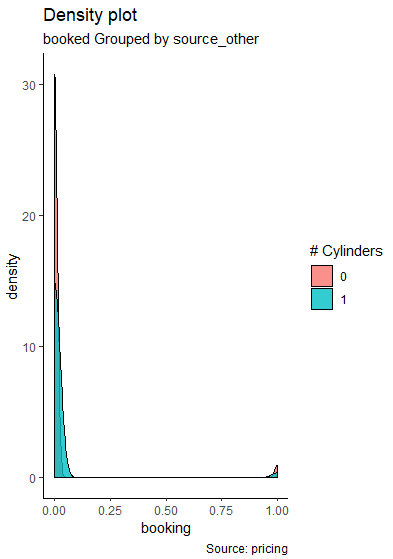 Density plot
booked Grouped by source_other
30
20
10
0
density
0.00 0.25 0.50 0.75 1.00
booking
# Cylinders
0
1
Source: pricing